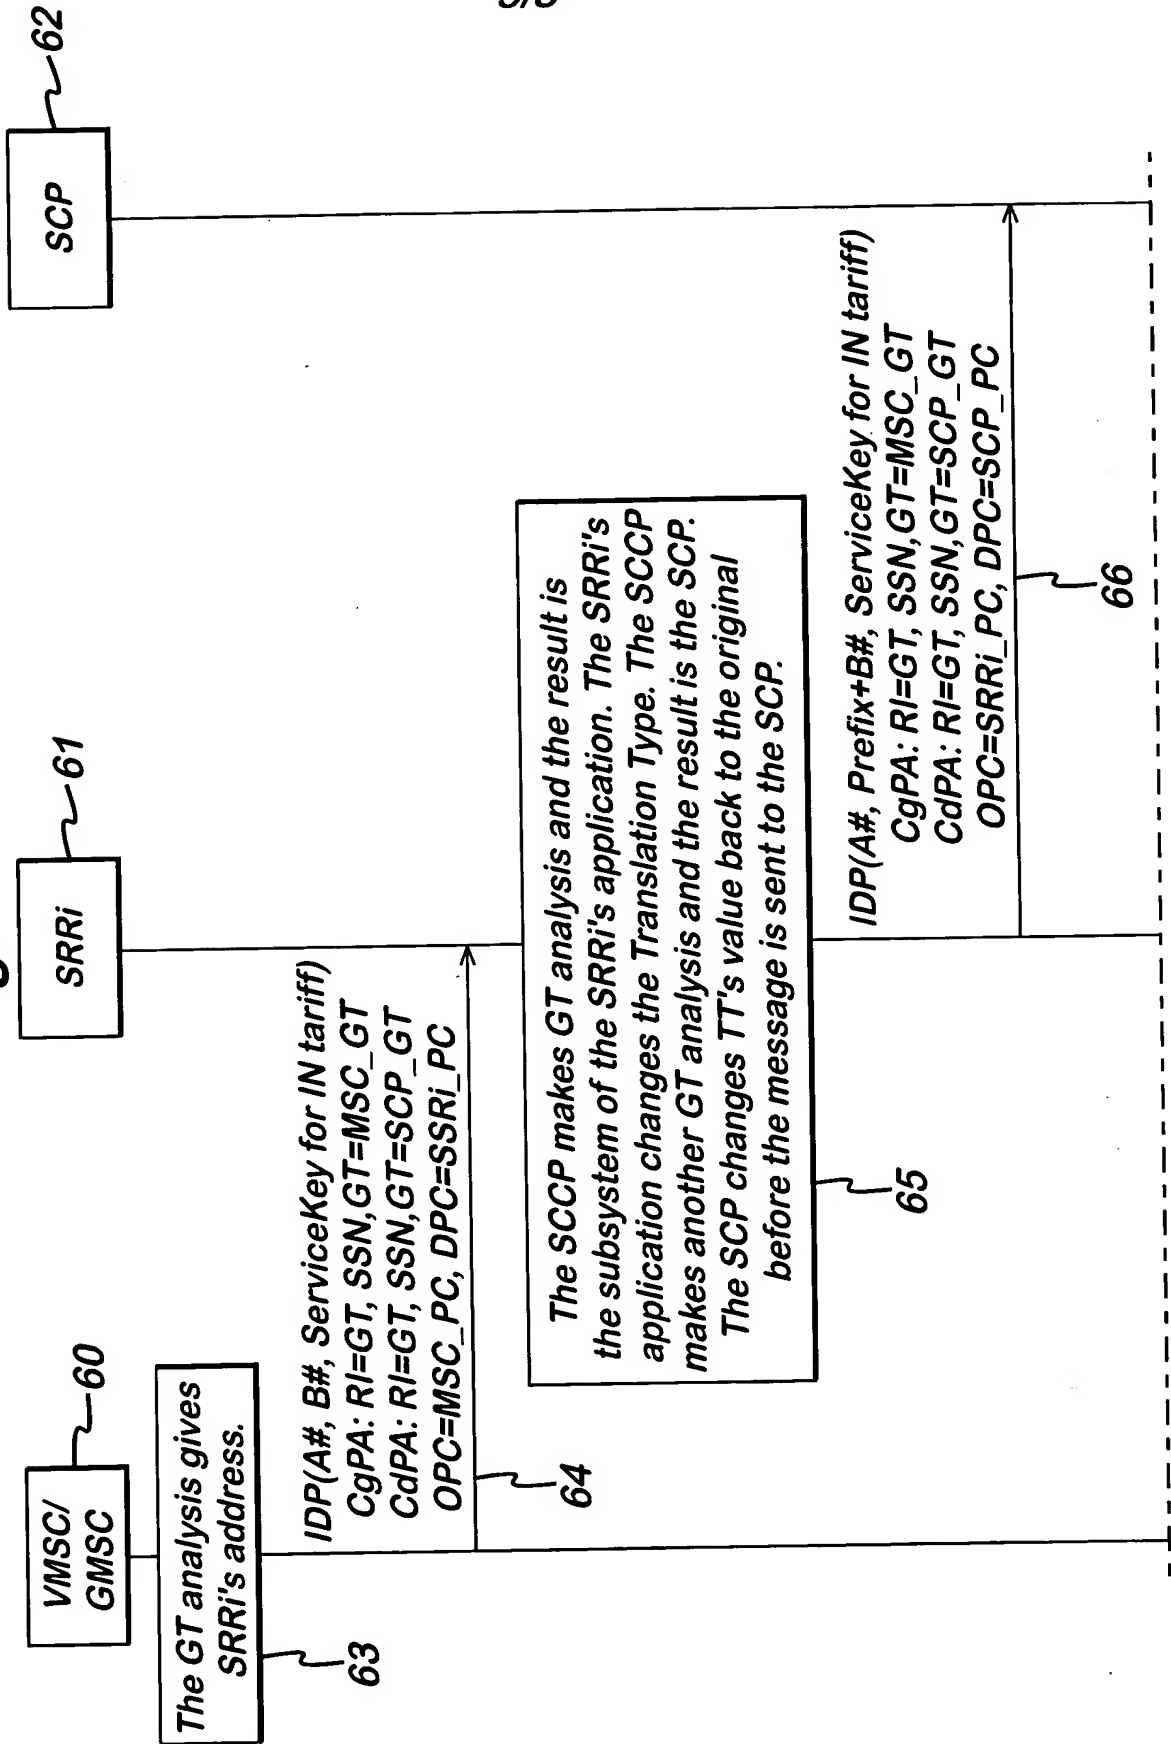 VMSC/
GMSC
60
SRRi
61
SCP
62
The GT analysis gives
SRRi's address.
63
IDP(A#, B#, ServiceKey for IN tariff)
CgPA: RI=GT, SSN,GT=MSC_GT
CdPA: RI=GT, SSN,GT=SCP_GT
OPC=MSC_PC, DPC=SSRi_PC
64
The SCCP makes GT analysis and the result is
the subsystem of the SRRi's application. The SRRi's
application changes the Translation Type. The SCCP
makes another GT analysis and the result is the SCP.
The SCP changes TT's value back to the original
before the message is sent to the SCP.
65
IDP(A#, Prefix+B#, ServiceKey for IN tariff)
CgPA: RI=GT, SSN,GT=MSC_GT
CdPA: RI=GT, SSN,GT=SCP_GT
OPC=SRRi_PC, DPC=SCP_PC
66